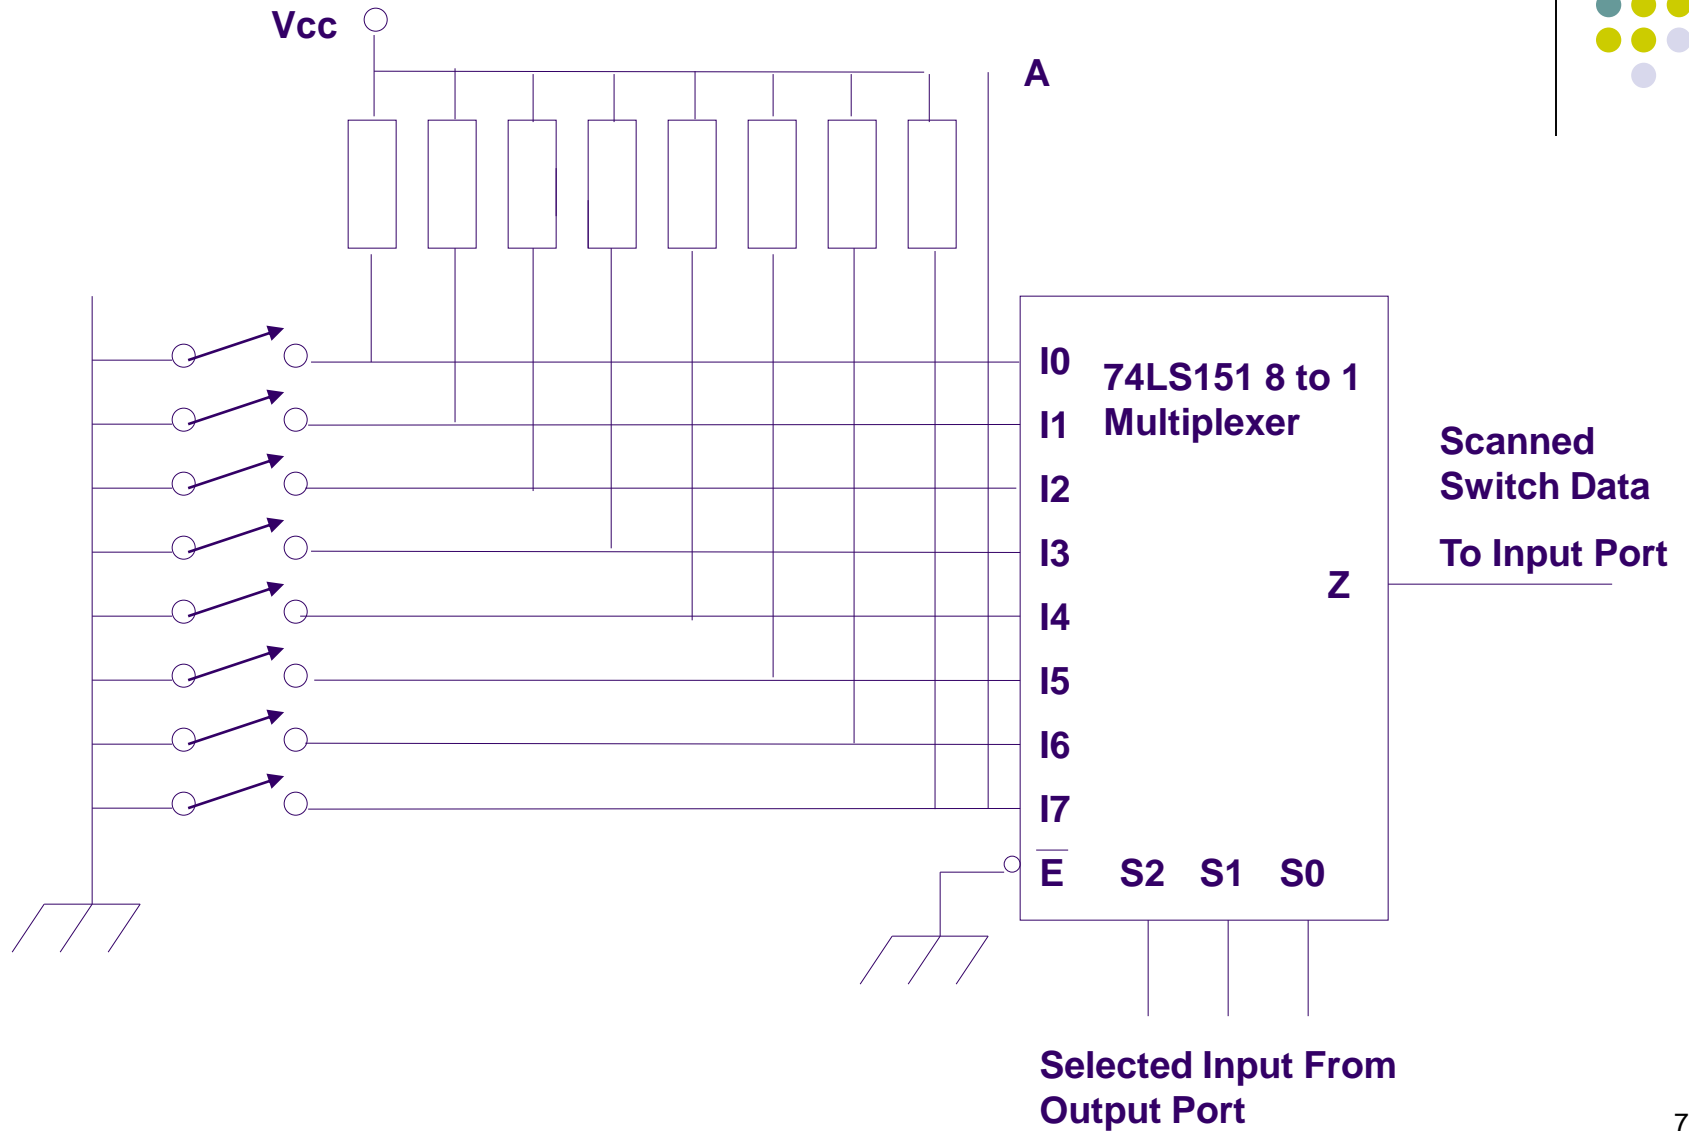 Vcc
A
I0
74LS151 8 to 1
Multiplexer
I1
I2
I3
I4
I5
I6
I7
E
S2 S1 S0
Z
Scanned
Switch Data
To Input Port
Selected Input From
Output Port
7